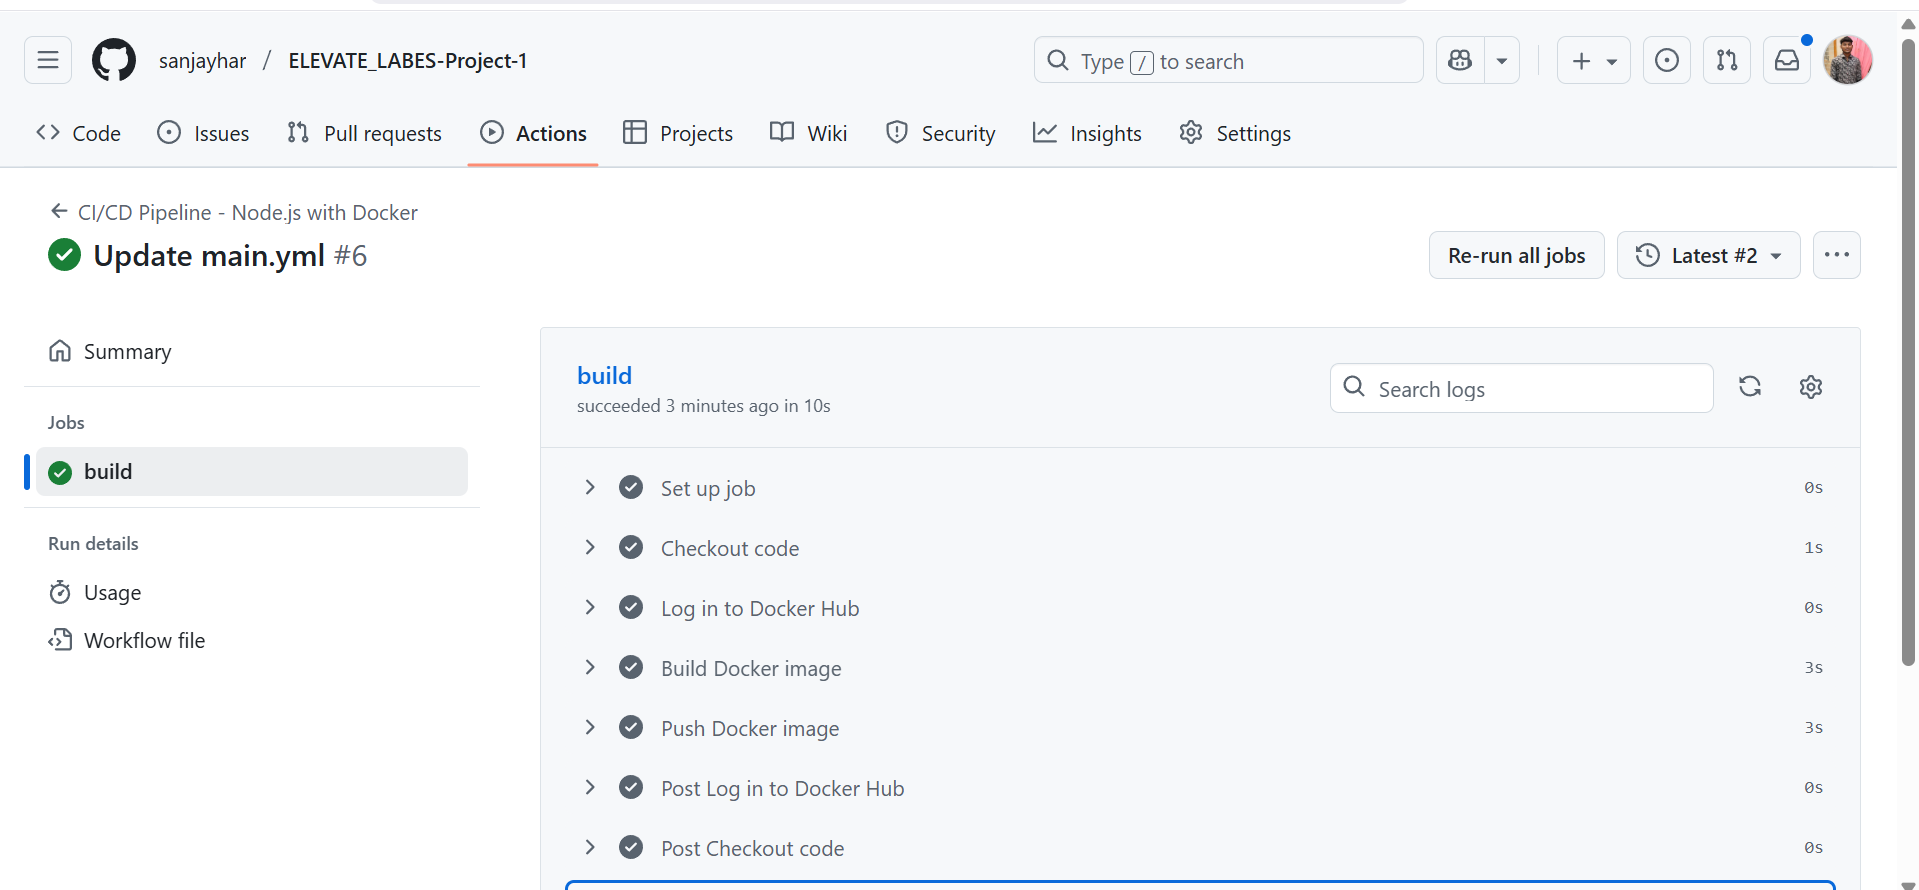 sanjayhar / ELEVATE_LABES-Project-1
Type / to search
Code Issues Pull requests Actions Projects Wiki Security Insights Settings
CI/CD Pipeline - Node.js with Docker
Update main.yml #6
Re-run all jobs
Latest #2
Summary
Jobs
build
Run details
Usage
Workflow file
build
succeeded 3 minutes ago in 10s
Search logs
Set up job 0s
Checkout code 1s
Log in to Docker Hub 0s
Build Docker image 3s
Push Docker image 3s
Post Log in to Docker Hub 0s
Post Checkout code 0s